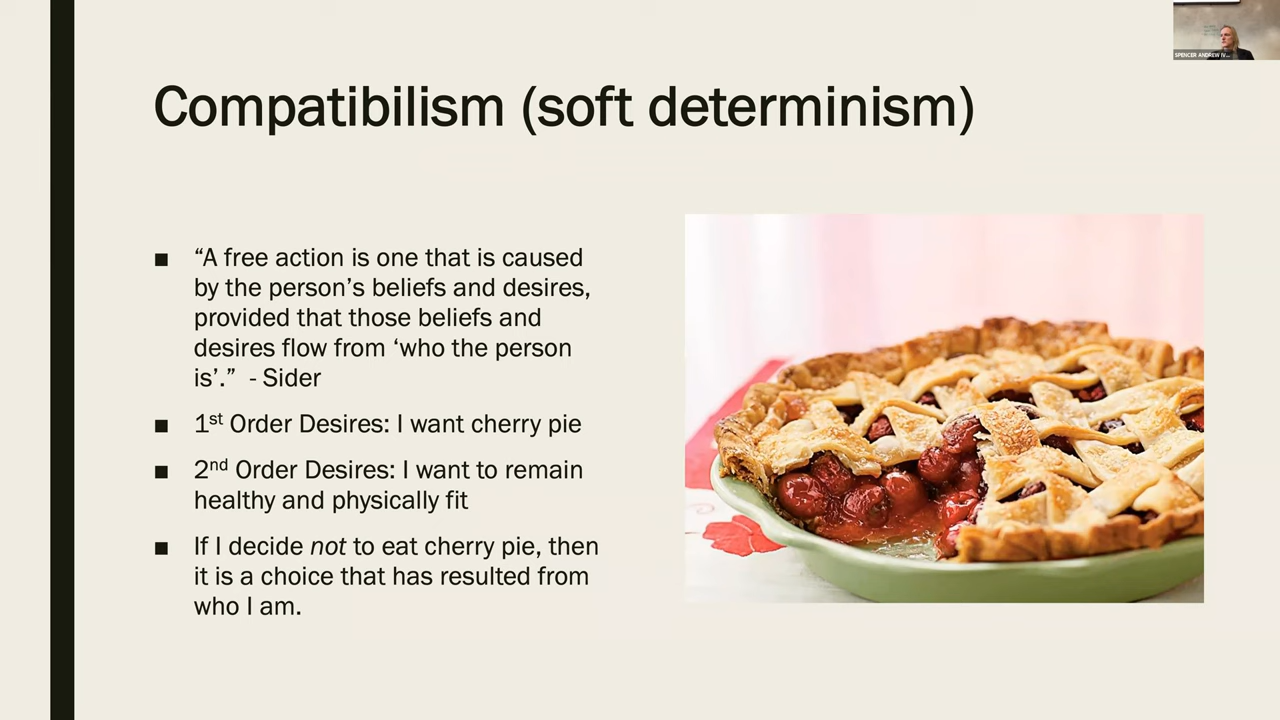 SPENCER ANDREW IV...
Compatibilism (soft determinism)
■ “A free action is one that is caused
by the person’s beliefs and desires,
provided that those beliefs and
desires flow from ‘who the person
is’.”  - Sider
■ 1st Order Desires: I want cherry pie
■ 2nd Order Desires: I want to remain
healthy and physically fit
■ If I decide not to eat cherry pie, then
it is a choice that has resulted from
who I am.